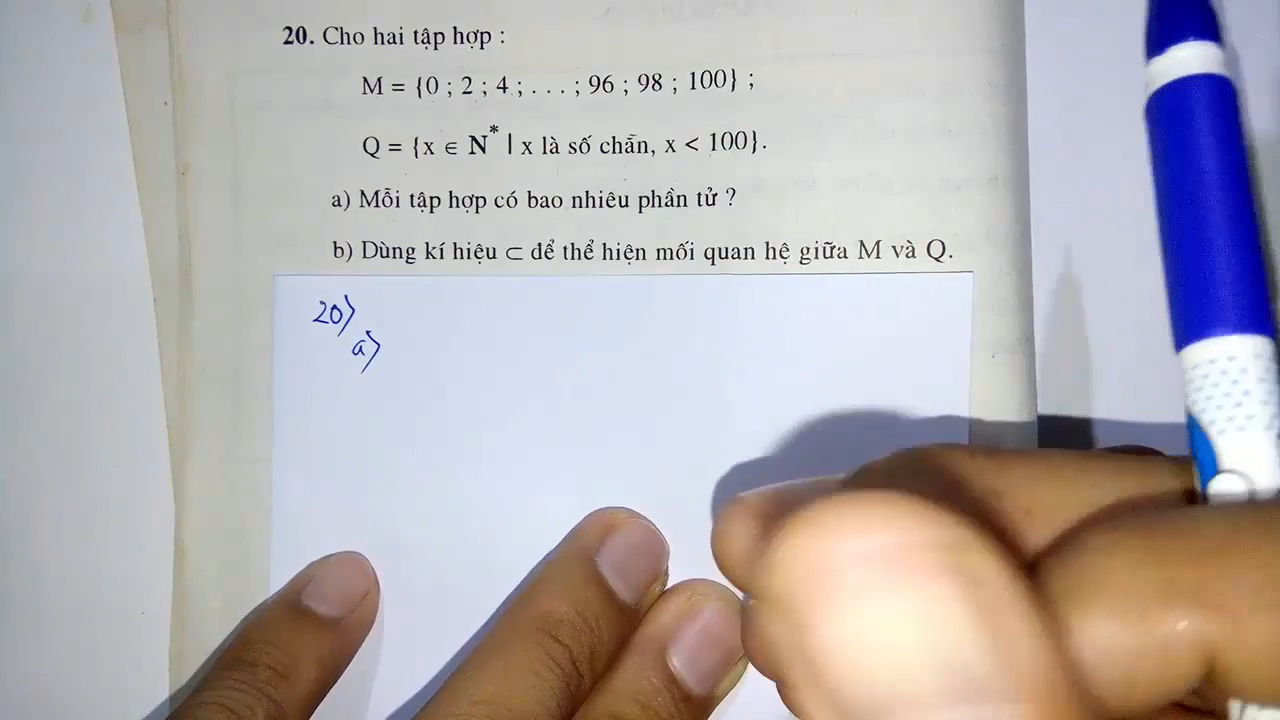 20. Cho hai tập hợp :
M = {0 ; 2 ; 4 ; . . . ; 96 ; 98 ; 100} ;
Q = {x ∈ N* | x là số chẵn, x < 100}.
a) Mỗi tập hợp có bao nhiêu phần tử ?
b) Dùng kí hiệu ⊂ để thể hiện mối quan hệ giữa M và Q.
20)
a)